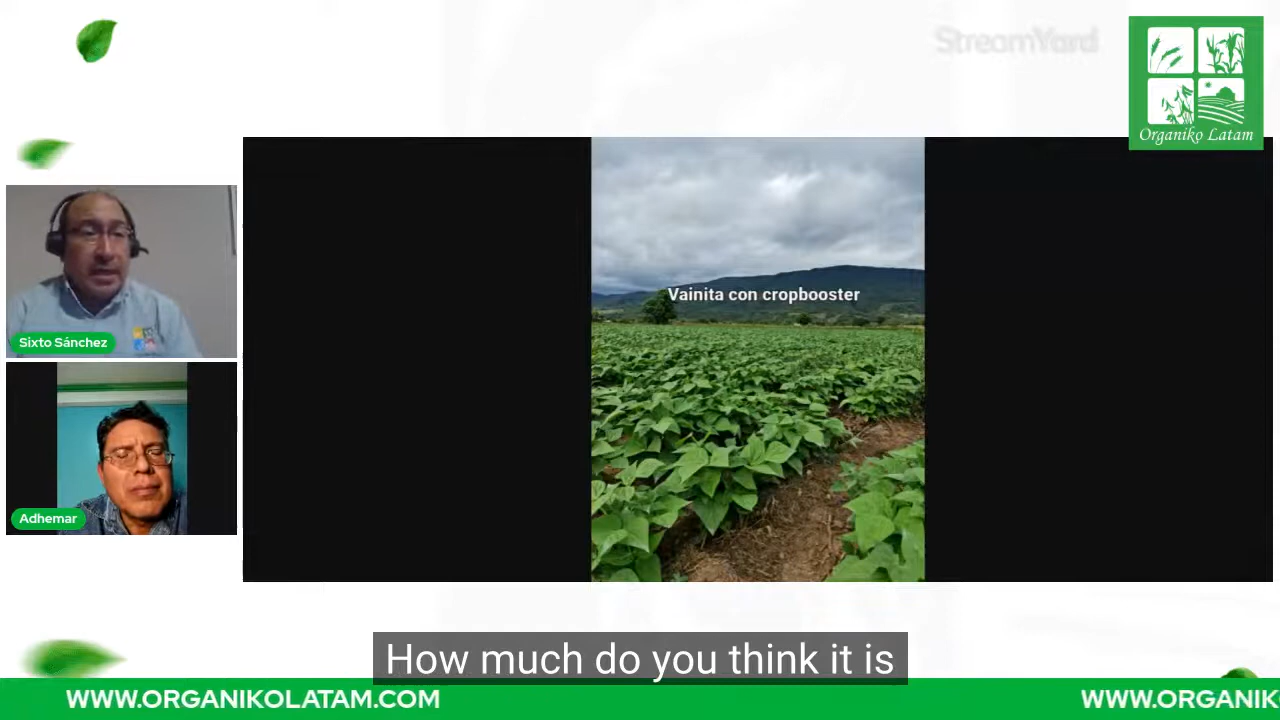 StreamYard
Organiko Latam
Sixto Sánchez
Vainita con cropbooster
Adhemar
How much do you think it is
WWW.ORGANIKOLATAM.COM
WWW.ORGANIK